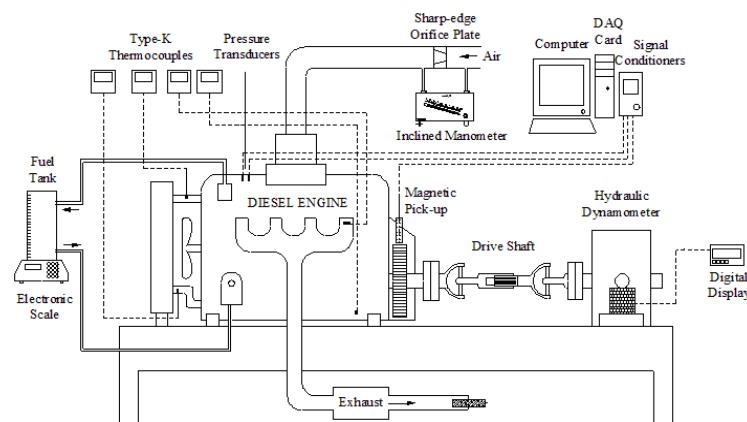 Type-K
Thermocouples
Pressure
Transducers
Sharp-edge
Orifice Plate
Air
Inclined Manometer
Computer
DAQ
Card
Signal
Conditioners
Fuel
Tank
DIESEL ENGINE
Magnetic
Pick-up
Drive Shaft
Hydraulic
Dynamometer
Digital
Display
Electronic
Scale
Exhaust